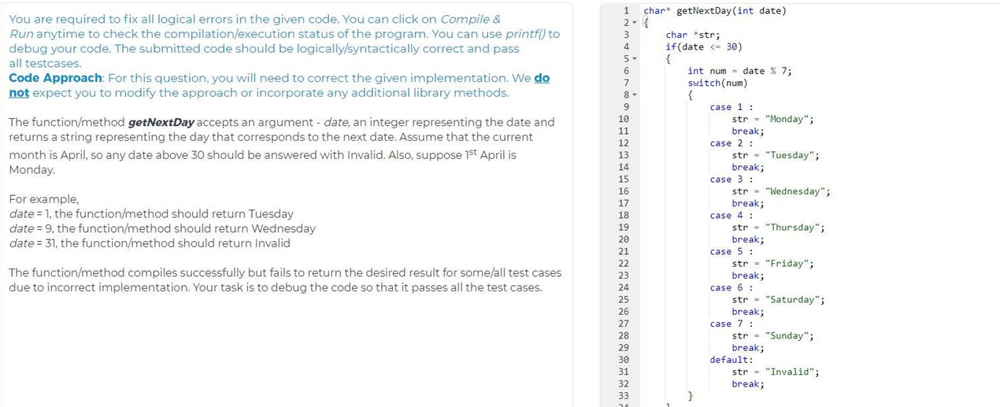 You are required to fix all logical errors in the given code. You can click on Compile &
Run anytime to check the compilation/execution status of the program. You can use printf() to
debug your code. The submitted code should be logically/syntactically correct and pass
all testcases.
Code Approach: For this question, you will need to correct the given implementation. We do
not expect you to modify the approach or incorporate any additional library methods.
The function/method getNextDay accepts an argument - date, an integer representing the date and
returns a string representing the day that corresponds to the next date. Assume that the current
month is April, so any date above 30 should be answered with Invalid. Also, suppose 1st April is
Monday.
For example,
date = 1, the function/method should return Tuesday
date = 9, the function/method should return Wednesday
date = 31, the function/method should return Invalid
The function/method compiles successfully but fails to return the desired result for some/all test cases
due to incorrect implementation. Your task is to debug the code so that it passes all the test cases.
1 char* getNextDay(int date)
2 {
3 char *str;
4 if(date <= 30)
5 {
6 int num = date % 7;
7 switch(num)
8 {
9 case 1 :
10 str = "Monday";
11 break;
12 case 2 :
13 str = "Tuesday";
14 break;
15 case 3 :
16 str = "Wednesday";
17 break;
18 case 4 :
19 str = "Thursday";
20 break;
21 case 5 :
22 str = "Friday";
23 break;
24 case 6 :
25 str = "Saturday";
26 break;
27 case 7 :
28 str = "Sunday";
29 break;
30 default:
31 str = "Invalid";
32 break;
33 }